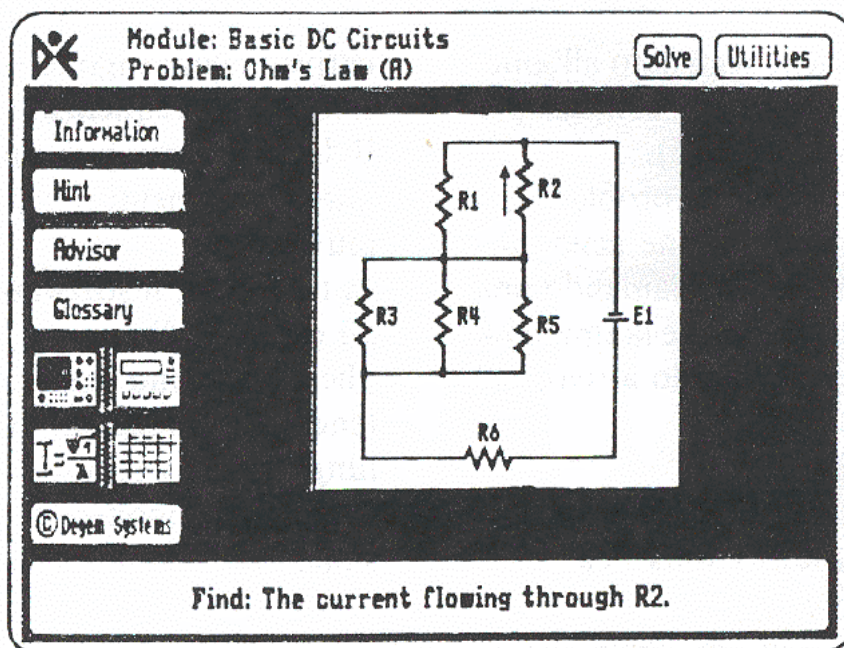 Module: Basic DC Circuits
Problem: Ohm's Law (A)
Solve
Utilities
Information
Hint
Advisor
Glossary
© Degem Systems
R1
R2
R3
R4
R5
E1
R6
Find: The current flowing through R2.